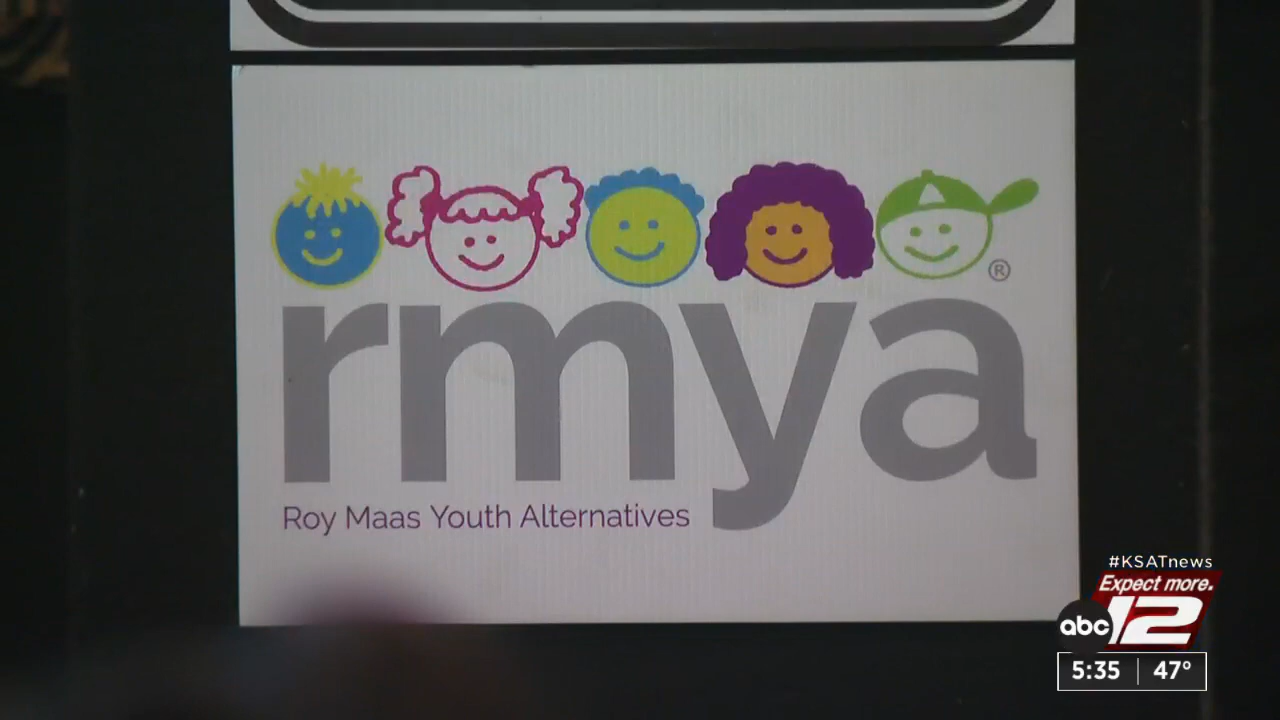 ®
rmya
Roy Maas Youth Alternatives
#KSATnews
Expect more.
abc 12
5:35 47°